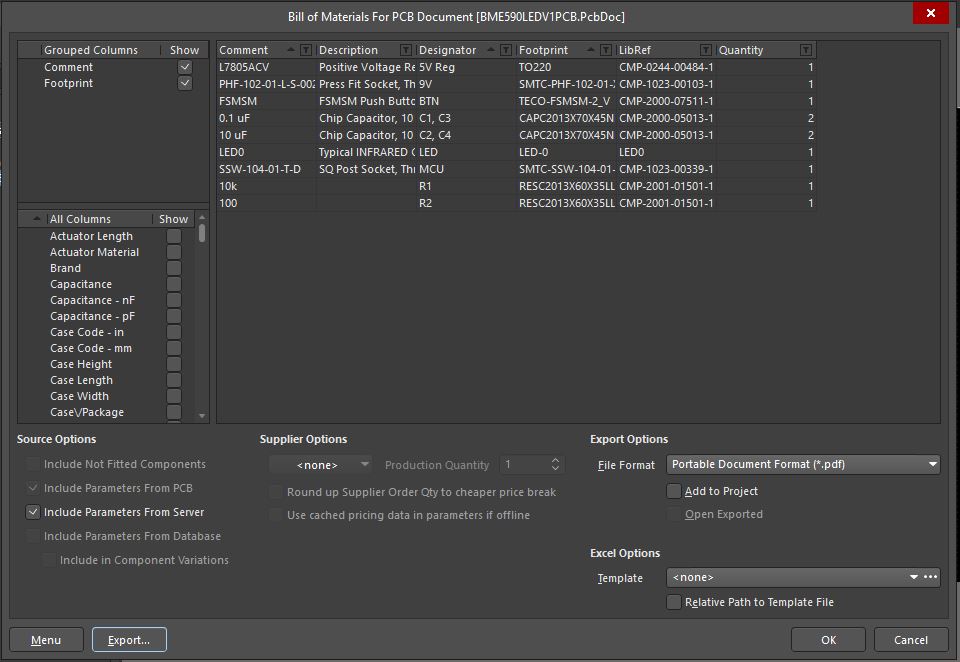 Bill of Materials For PCB Document [BME590LEDV1PCB.PcbDoc]
Grouped Columns Show
Comment
Footprint
Comment Description Designator Footprint LibRef Quantity
L7805ACV Positive Voltage Re 5V Reg TO220 CMP-0244-00484-1 1
PHF-102-01-L-S-002 Press Fit Socket, Th 9V SMTC-PHF-102-01- CMP-1023-00103-1 1
FSMSM FSMSM Push Butto BTN TECO-FSMSM-2_V CMP-2000-07511-1 1
0.1 uF Chip Capacitor, 10 C1, C3 CAPC2013X70X45N CMP-2000-05013-1 2
10 uF Chip Capacitor, 10 C2, C4 CAPC2013X70X45N CMP-2000-05013-1 2
LED0 Typical INFRARED LED LED-0 LED0 1
SSW-104-01-T-D SQ Post Socket, Th MCU SMTC-SSW-104-01- CMP-1023-00339-1 1
10k R1 RESC2013X60X35LL CMP-2001-01501-1 1
100 R2 RESC2013X60X35LL CMP-2001-01501-1 1
All Columns Show
Actuator Length
Actuator Material
Brand
Capacitance
Capacitance - nF
Capacitance - pF
Case Code - in
Case Code - mm
Case Height
Case Length
Case Width
Case\/Package
Source Options
Include Not Fitted Components
Include Parameters From PCB
Include Parameters From Server
Include Parameters From Database
Include in Component Variations
Supplier Options
<none> Production Quantity 1
Round up Supplier Order Qty to cheaper price break
Use cached pricing data in parameters if offline
Export Options
File Format Portable Document Format (*.pdf)
Add to Project
Open Exported
Excel Options
Template <none>
Relative Path to Template File
Menu Export... OK Cancel